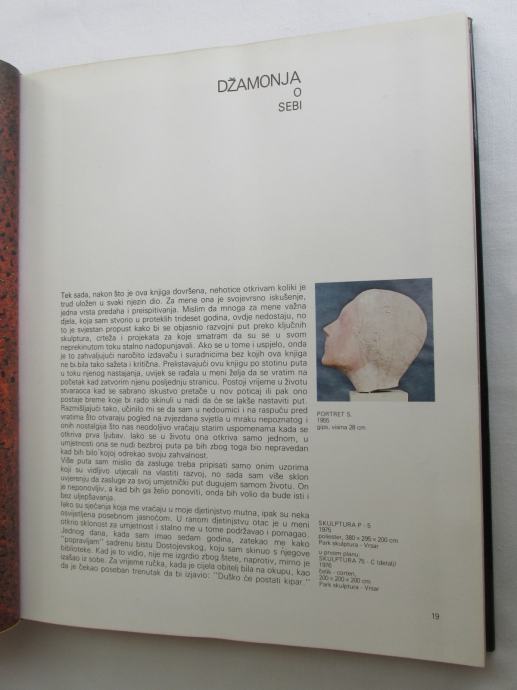 DŽAMONJA
O
SEBI
Tek sada, nakon što je ova knjiga dovršena, nehotice otkrivam koliki je
trud uložen u svaki njezin dio. Za mene ona je svojevrsno iskušenje,
jedna vrsta predaha i preispitivanja. Mislim da mnoga za mene važna
djela, koja sam stvorio u proteklih trideset godina, ovdje nedostaju, no
to je svjestan propust kako bi se objasnio razvojni put preko ključnih
skulptura, crteža i projekata za koje smatram da su se u svom
neprekinutom toku stalno nadopunjavali. Ako se u tome i uspjelo, onda
je to zahvaljujući naročito izdavaču i suradnicima bez kojih ova knjiga
ne bi bila tako sažeta i kritična. Prelistavajući ovu knjigu po stotinu puta
u toku njenog nastajanja, uvijek se rađala u meni želja da se vratim na
početak kad zatvorim njenu posljednju stranicu. Postoji vrijeme u životu
stvaraoca kad se sabrano iskustvo pretače u nov poticaj ili pak ono
postaje breme koje bi rado skinuli u nadi da će se lakše nastaviti put.
Razmišljajući tako, učinilo mi se da sam u nedoumici i na raspuću pred
vratima što otvaraju pogled na zvjezdana svjetla u mraku nepoznatog i
onih nostalgija što nas neodoljivo vraćaju starim uspomenama kada se
otkriva prva ljubav. Iako se u životu ona otkriva samo jednom, u
umjetnosti ona se nudi bezbroj puta pa bih zbog toga bio nepravedan
kad bih bilo kojoj odrekao svoju zahvalnost.
Više puta sam mislio da zasluge treba pripisati samo onim uzorima
koji su vidljivo utjecali na vlastiti razvoj, no sada sam više sklon
uvjerenju da zasluge za svoj umjetnički put dugujem samom životu. On
je neponovljiv, a kad bih ga želio ponoviti, onda bih volio da bude isti i
bez uljepšavanja.
Iako su sjećanja koja me vraćaju u moje djetinjstvo mutna, ipak su neka
osvijetljena posebnom jasnoćom. U ranom djetinjstvu otac je u meni
otkrio sklonost za umjetnost i stalno me u tome podržavao i pomagao.
Jednog dana, kada sam imao sedam godina, zatekao me kako
"popravljam" sadrenu bistu Dostojevskog, koju sam skinuo s njegove
biblioteke. Kad je to vidio, nije me izgrdio zbog štete, naprotiv, mirno je
izašao iz sobe. Za vrijeme ručka, kada je cijela obitelj bila na okupu, kao
da je čekao poseban trenutak da bi izjavio: "Duško će postati kipar."
PORTRET S.
1955
gips, visina 28 cm
SKULPTURA P - 5
1975
poliester, 380 x 295 x 200 cm
Park skulptura - Vrsar
u prvom planu:
SKULPTURA 75 - C (detalj)
1976
čelik - corten,
200 x 200 x 200 cm
Park skulptura - Vrsar
19